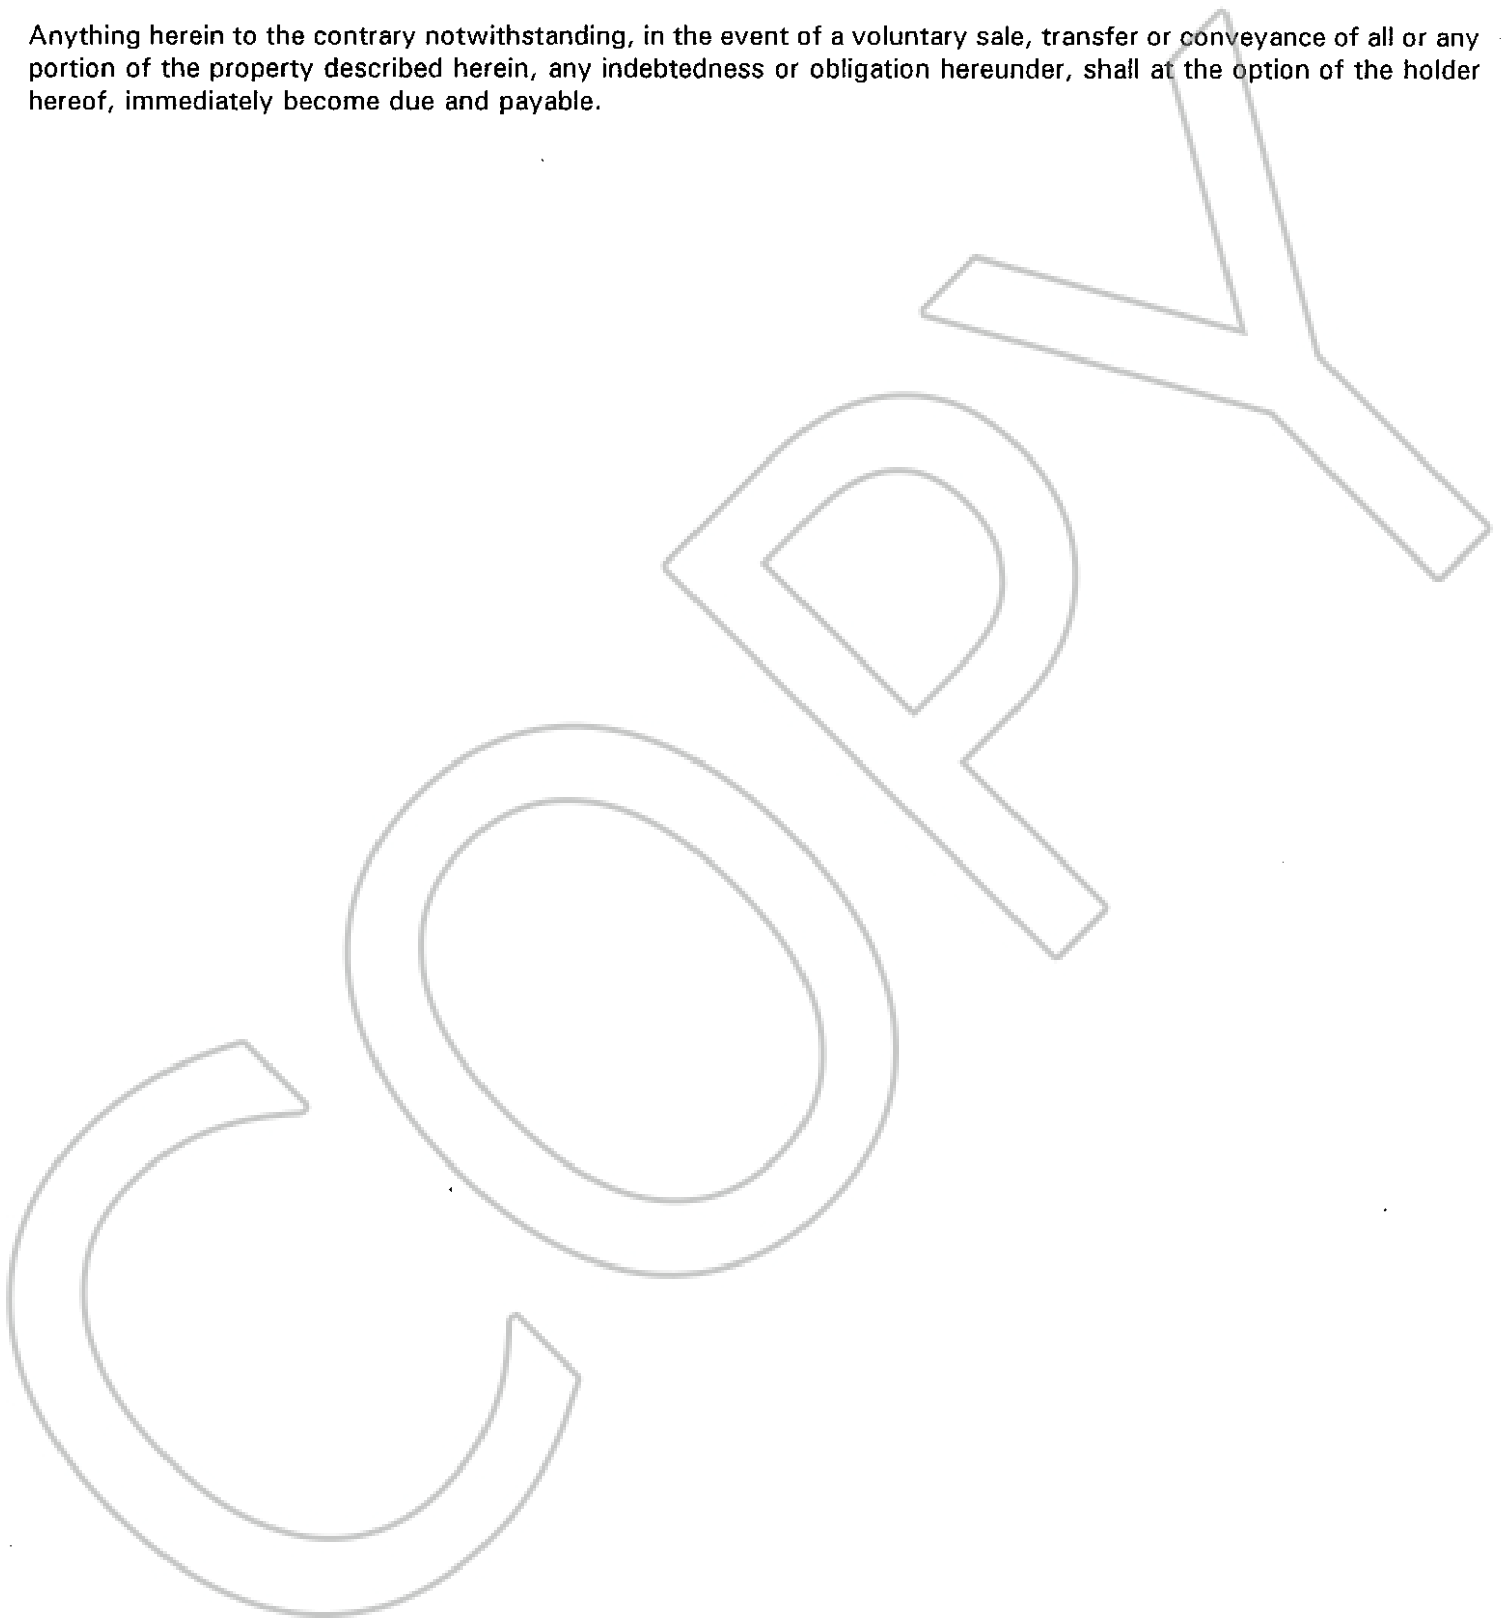 Anything herein to the contrary notwithstanding, in the event of a voluntary sale, transfer or conveyance of all or any
portion of the property described herein, any indebtedness or obligation hereunder, shall at the option of the holder
hereof, immediately become due and payable.
COPY